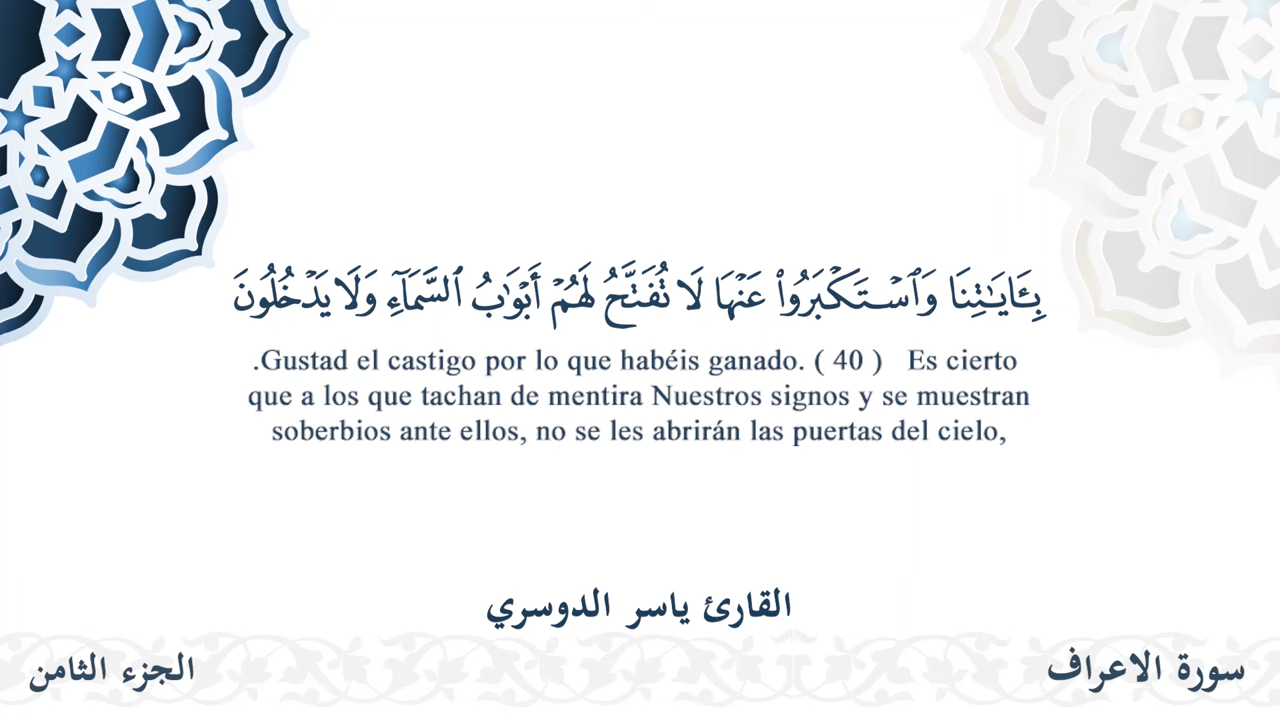 بِـَٔايَـٰتِنَا وَٱسْتَكْبَرُوا۟ عَنْهَا لَا تُفَتَّحُ لَهُمْ أَبْوَٰبُ ٱلسَّمَآءِ وَلَا يَدْخُلُونَ
.Gustad el castigo por lo que habéis ganado. ( 40 ) Es cierto
que a los que tachan de mentira Nuestros signos y se muestran
soberbios ante ellos, no se les abrirán las puertas del cielo,
القارئ ياسر الدوسري
سورة الاعراف
الجزء الثامن